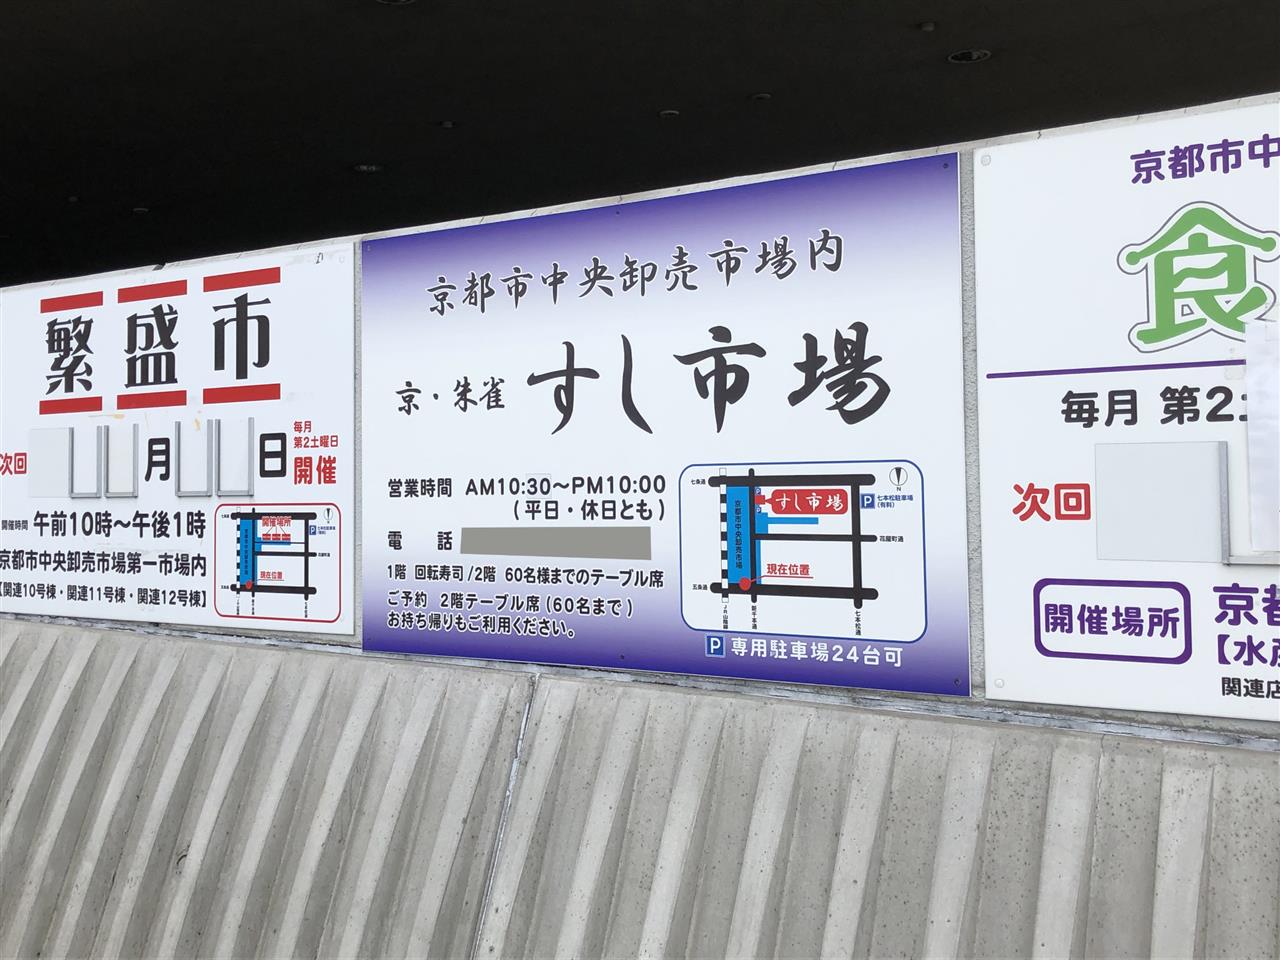 繁盛市
次回 月 日
毎月
第2土曜日
開催
開催時間 午前10時～午後1時
京都市中央卸売市場第一市場内
【関連10号棟・関連11号棟・関連12号棟】
開催場所
現在位置
京都市中央卸売市場内
京・朱雀 すし市場
営業時間 AM10:30～PM10:00
(平日・休日とも)
電 話
1階 回転寿司/2階 60名様までのテーブル席
ご予約 2階テーブル席(60名まで)
お持ち帰りもご利用ください。
七条通
すし市場
P 七本松駐車場
(有料)
N
京都市中央卸売市場
花屋町通
現在位置
五条通
JR山陰線
新千本通
七本松通
P 専用駐車場24台可
京都市中
食
毎月 第2土
次回
開催場所
京都
【水産
関連店